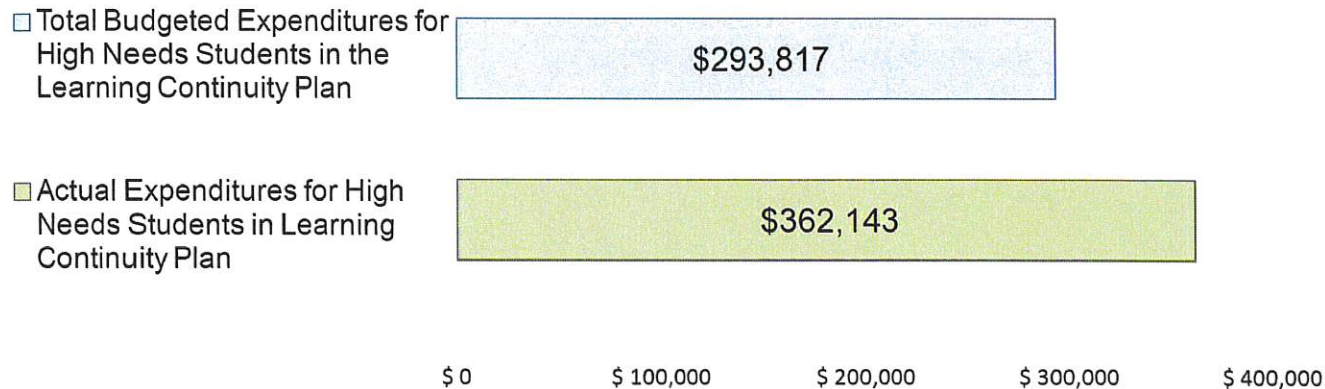 Total Budgeted Expenditures for
High Needs Students in the
Learning Continuity Plan
$293,817
Actual Expenditures for High
Needs Students in Learning
Continuity Plan
$362,143
$ 0 $ 100,000 $ 200,000 $ 300,000 $ 400,000